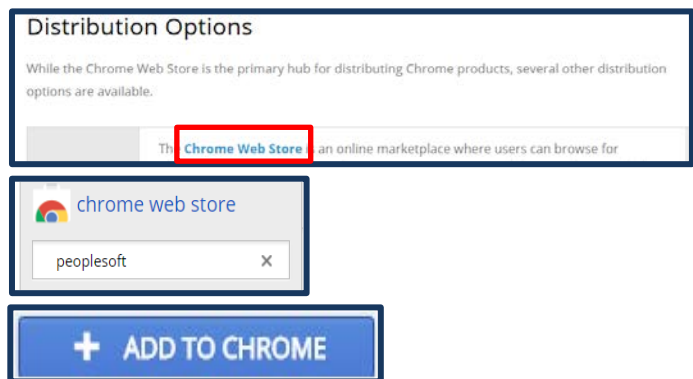 Distribution Options
While the Chrome Web Store is the primary hub for distributing Chrome products, several other distribution
options are available.
The Chrome Web Store is an online marketplace where users can browse for
chrome web store
peoplesoft ×
+ ADD TO CHROME